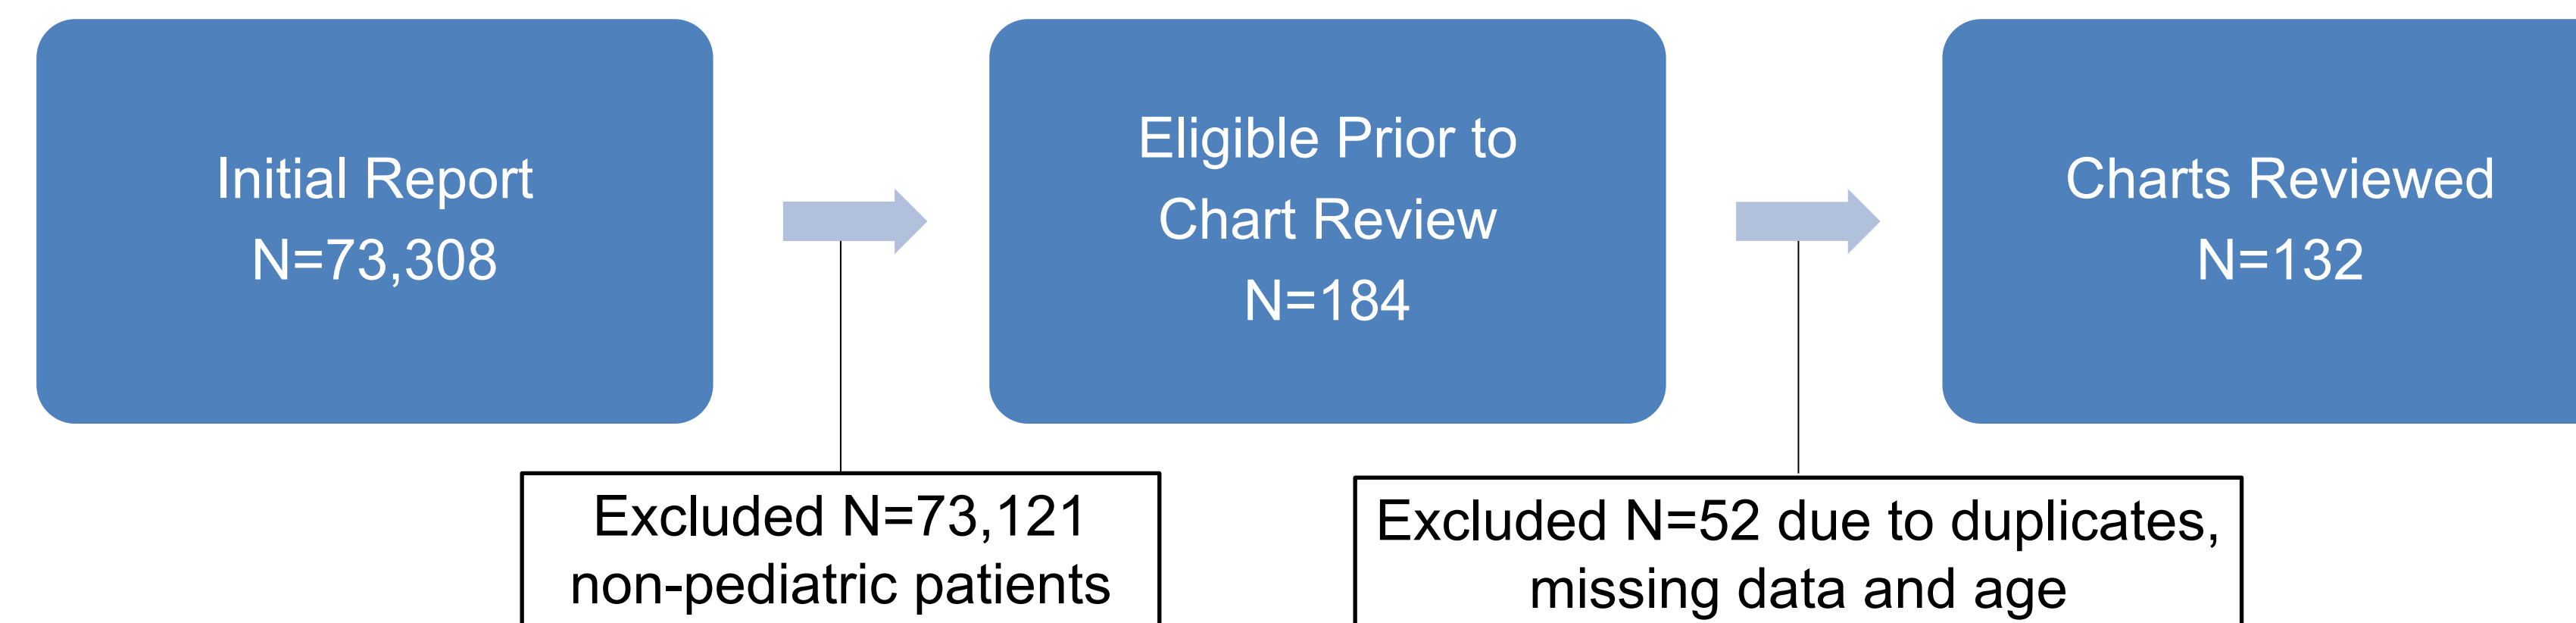 Initial Report
N=73,308
Eligible Prior to
Chart Review
N=184
Charts Reviewed
N=132
Excluded N=73,121
non-pediatric patients
Excluded N=52 due to duplicates,
missing data and age